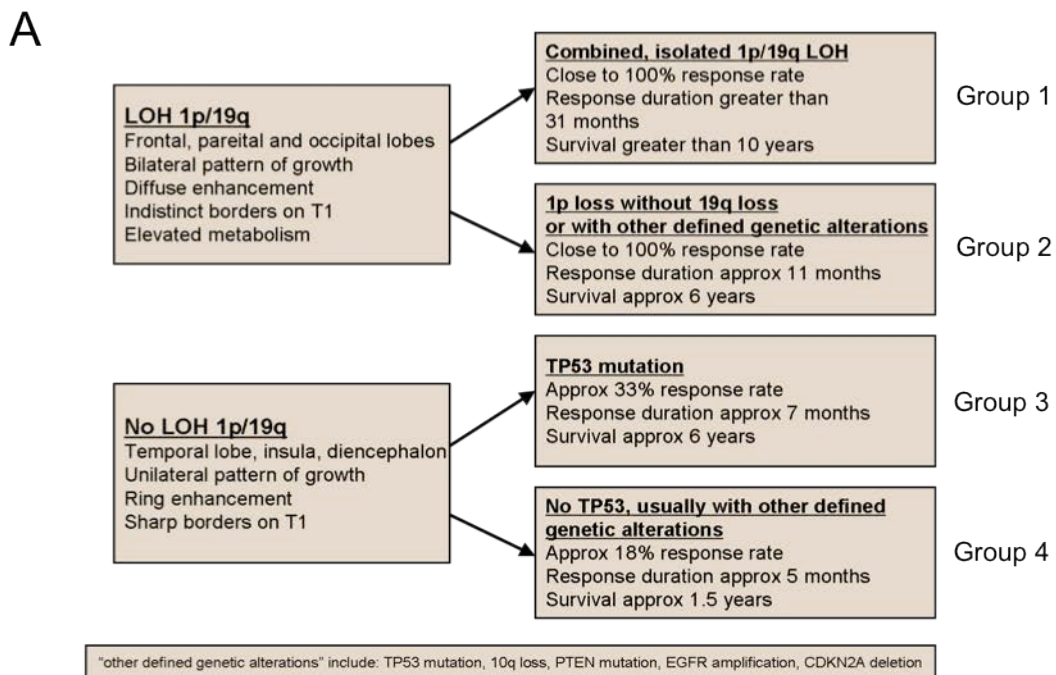 A
LOH 1p/19q
Frontal, pareital and occipital lobes
Bilateral pattern of growth
Diffuse enhancement
Indistinct borders on T1
Elevated metabolism
Combined, isolated 1p/19q LOH
Close to 100% response rate
Response duration greater than
31 months
Survival greater than 10 years
Group 1
1p loss without 19q loss
or with other defined genetic alterations
Close to 100% response rate
Response duration approx 11 months
Survival approx 6 years
Group 2
No LOH 1p/19q
Temporal lobe, insula, diencephalon
Unilateral pattern of growth
Ring enhancement
Sharp borders on T1
TP53 mutation
Approx 33% response rate
Response duration approx 7 months
Survival approx 6 years
Group 3
No TP53, usually with other defined
genetic alterations
Approx 18% response rate
Response duration approx 5 months
Survival approx 1.5 years
Group 4
"other defined genetic alterations" include: TP53 mutation, 10q loss, PTEN mutation, EGFR amplification, CDKN2A deletion